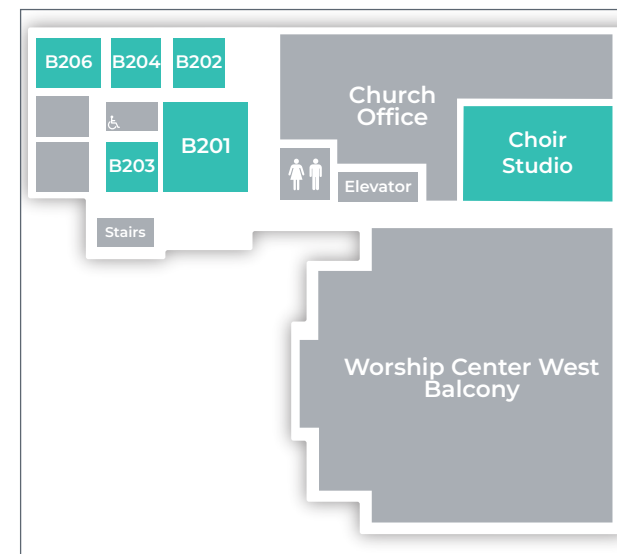 B206
B204
B202
B201
B203
Church
Office
Choir
Studio
Elevator
Stairs
Worship Center West
Balcony